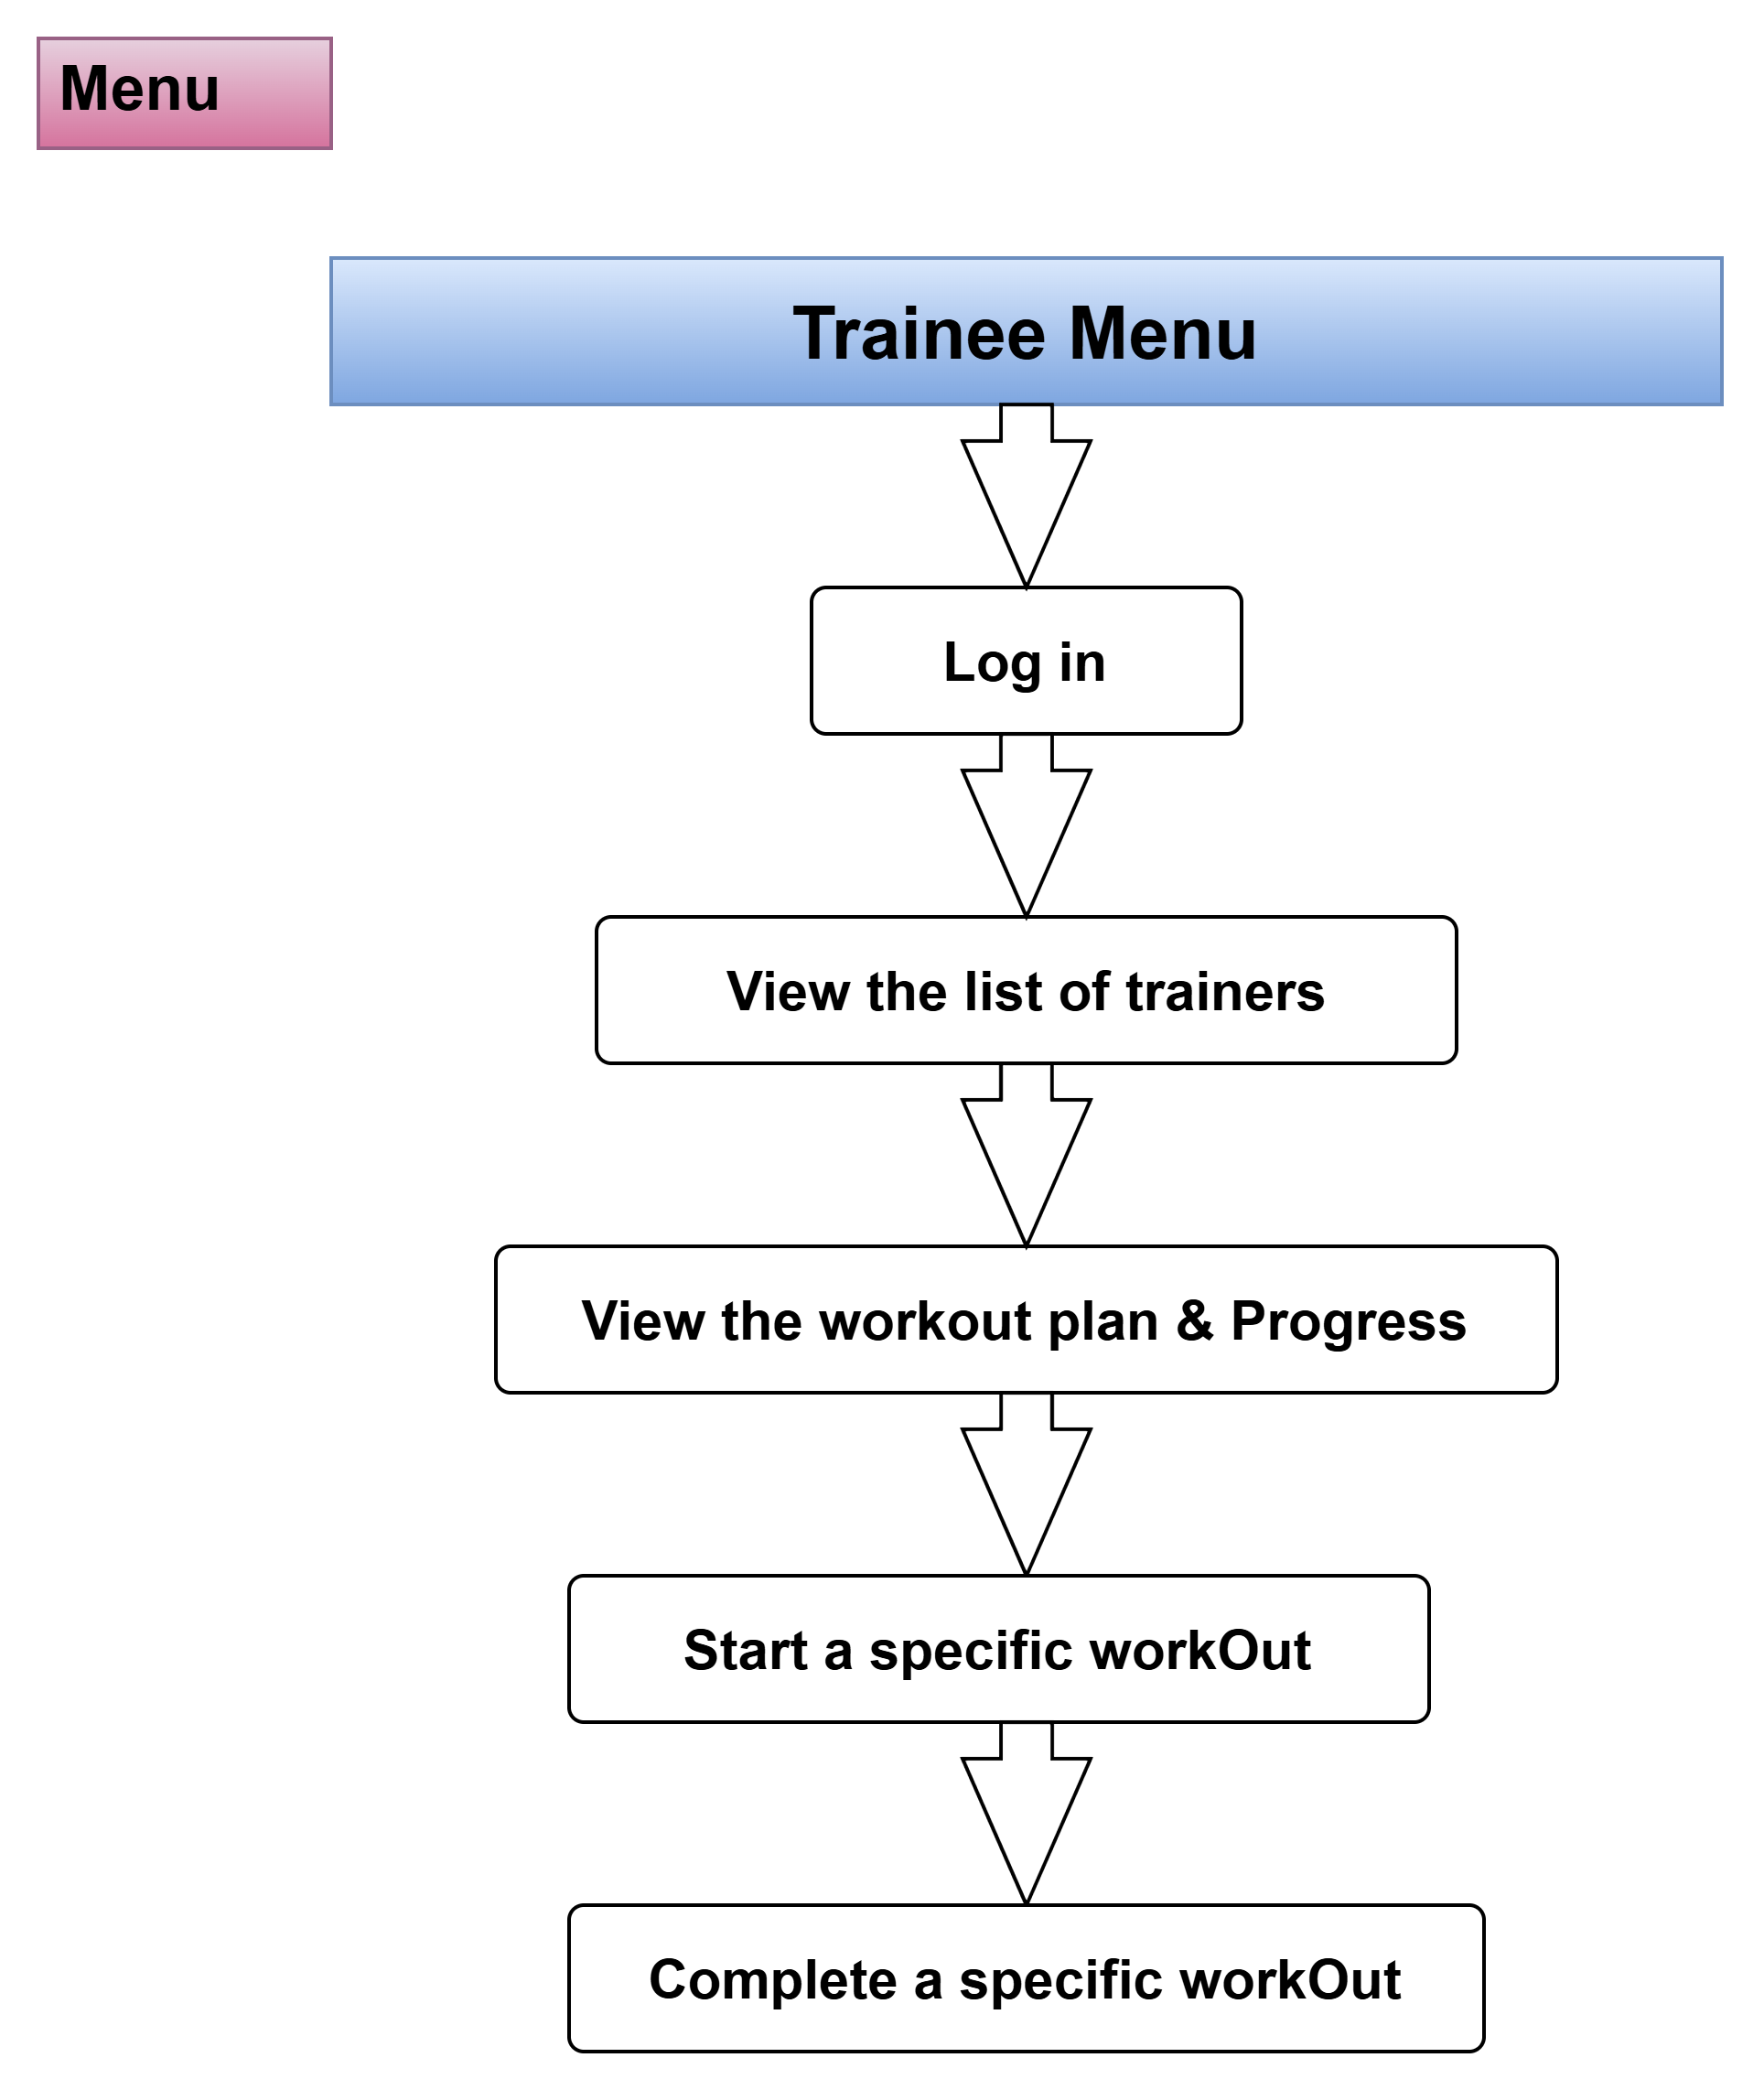 Menu
Trainee Menu
Log in
View the list of trainers
View the workout plan & Progress
Start a specific workOut
Complete a specific workOut